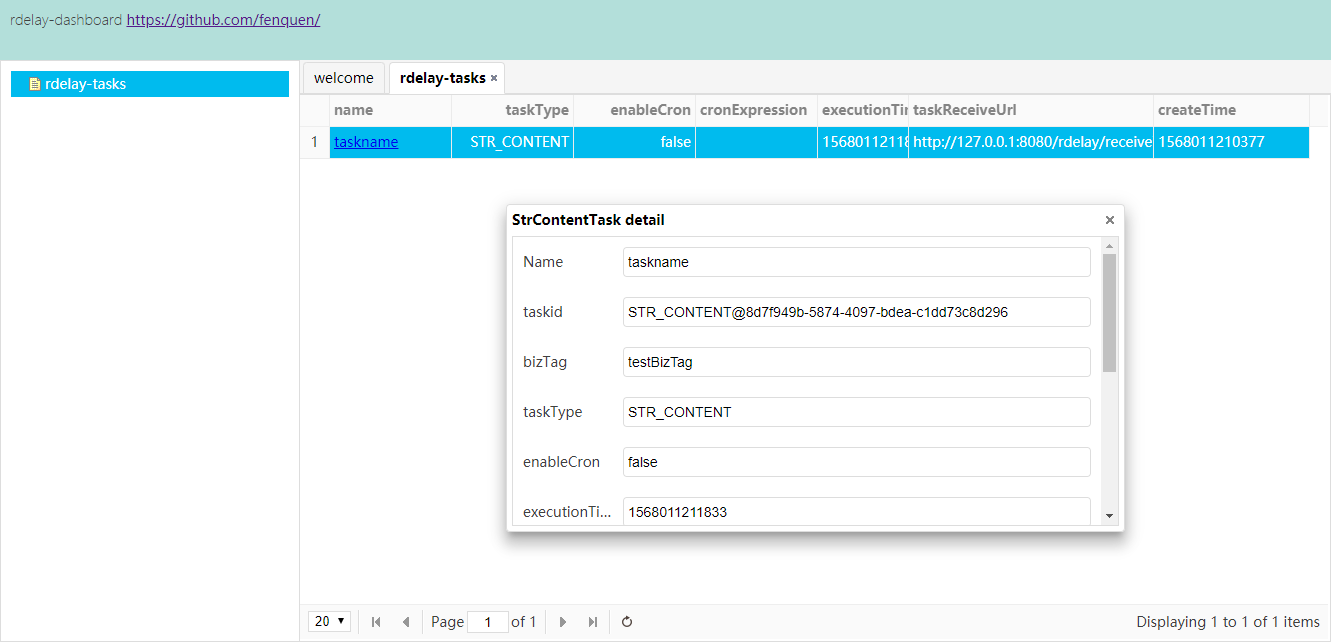 rdelay-dashboard https://github.com/fenquen/
rdelay-tasks
welcome rdelay-tasks ×
name taskType enableCron cronExpression executionTim taskReceiveUrl createTime
1 taskname STR_CONTENT false 15680112118 http://127.0.0.1:8080/rdelay/receive 1568011210377
StrContentTask detail ×
Name taskname
taskid STR_CONTENT@8d7f949b-5874-4097-bdea-c1dd73c8d296
bizTag testBizTag
taskType STR_CONTENT
enableCron false
executionTi... 1568011211833
20 Page 1 of 1 Displaying 1 to 1 of 1 items